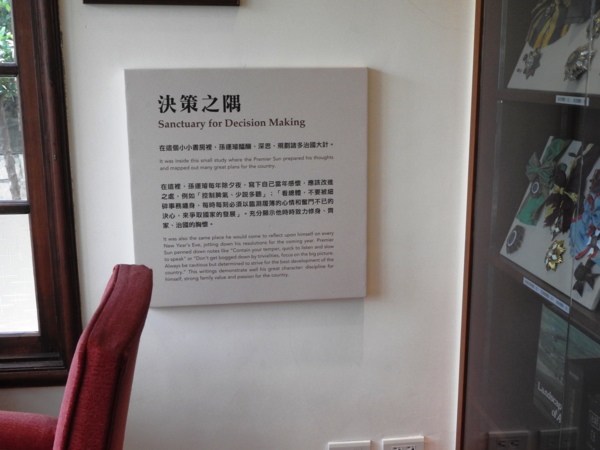 決策之隅
Sanctuary for Decision Making
在這個小小書房裡，孫運璿醞釀、深思、規劃諸多治國大計。
It was inside this small study where the Premier Sun prepared his thoughts
and mapped out many great plans for the country.
在這裡，孫運璿每年除夕夜，寫下自己當年感懷，應該改進
之處，例如「控制脾氣、少說多聽」；「看總體，不要被細
碎事務纏身，每時每刻必須以臨淵履薄的心情和奮鬥不已的
決心，來爭取國家的發展」。充分顯示他時時致力修身、齊
家、治國的胸懷。
It was also the same place he would come to reflect upon himself on every
New Year's Eve, jotting down his resolutions for the coming year. Premier
Sun penned down notes like "Contain your temper, quick to listen and slow
to speak" or "Don't get bogged down by trivialities, focus on the big picture.
Always be cautious but determined to strive for the best development of the
country." This writings demonstrate well his great character: discipline for
himself, strong family value and passion for the country.
Landscape